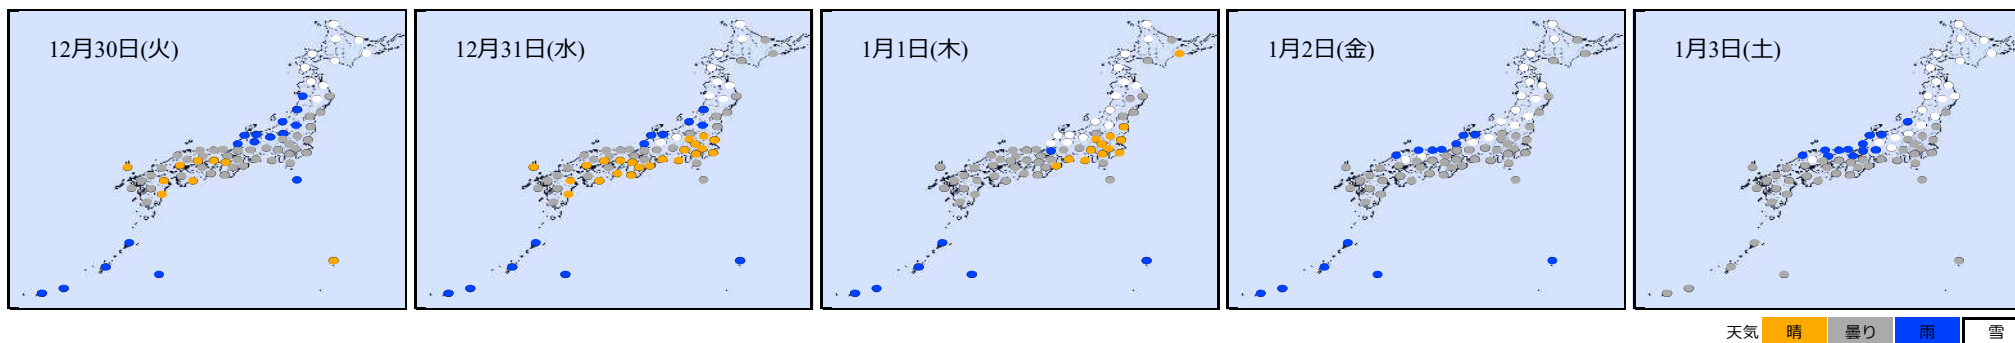 12月30日(火)
12月31日(水)
1月1日(木)
1月2日(金)
1月3日(土)
天気 晴 曇り 雨 雪